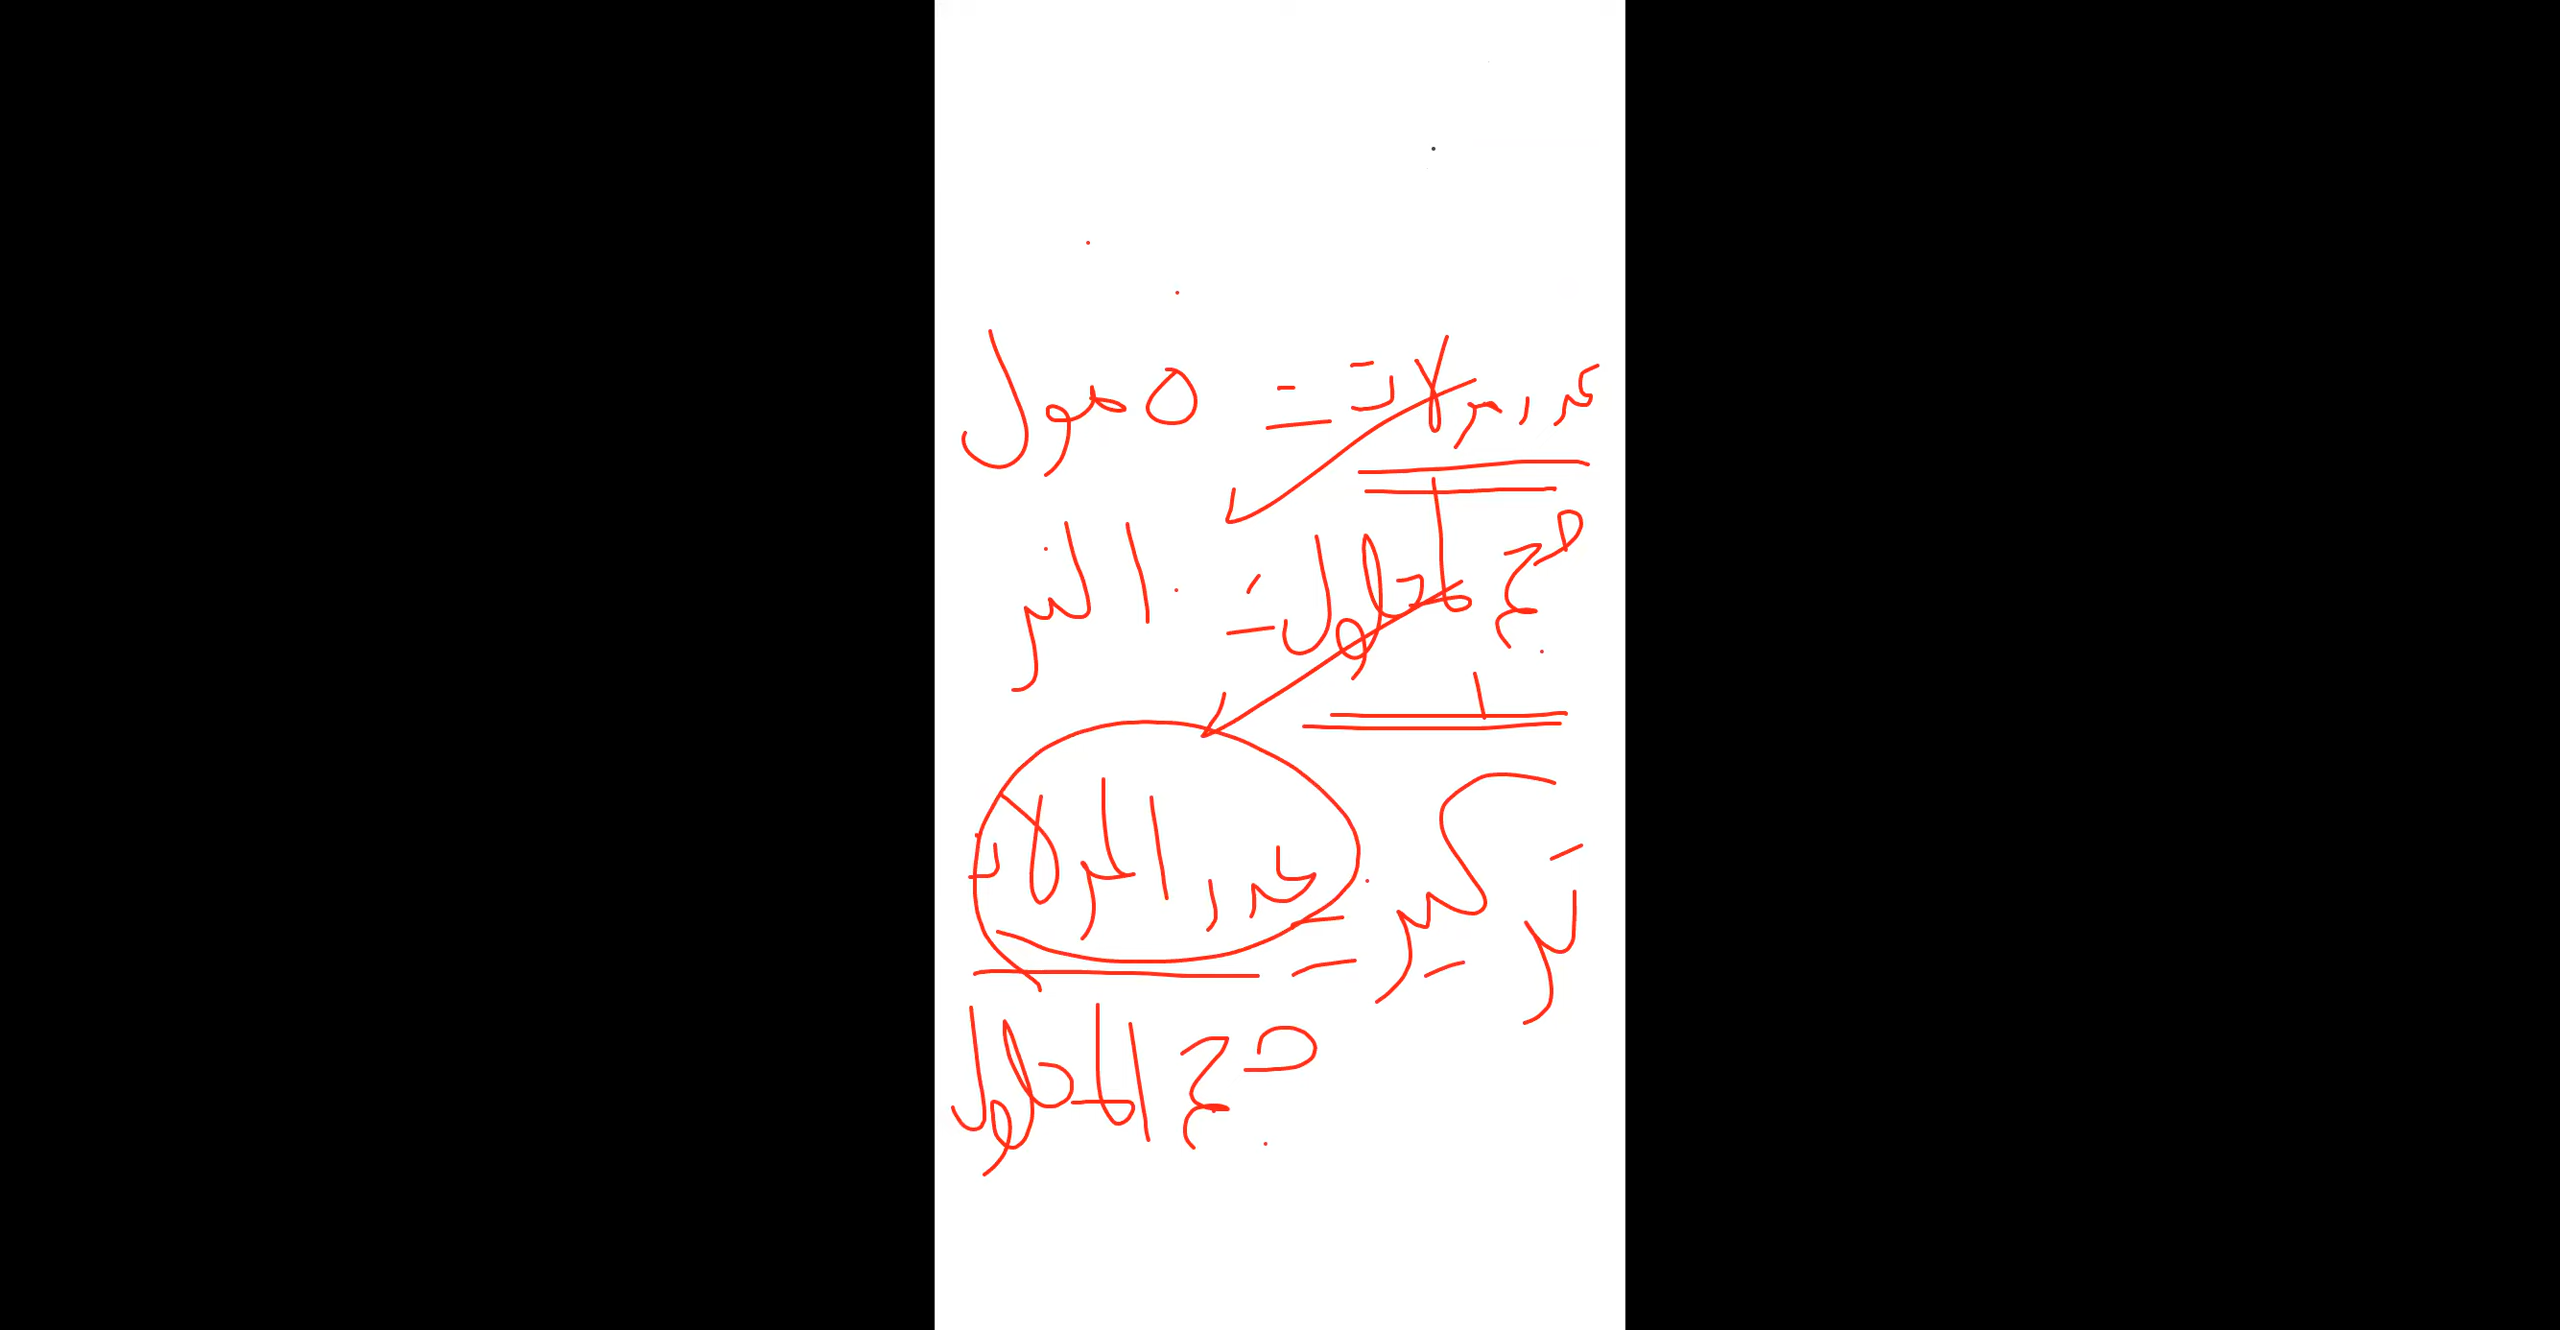 عدد مولات = ٥ مول
حجم المحلول = ١ لتر
تركيز = عدد المولات
حجم المحلول